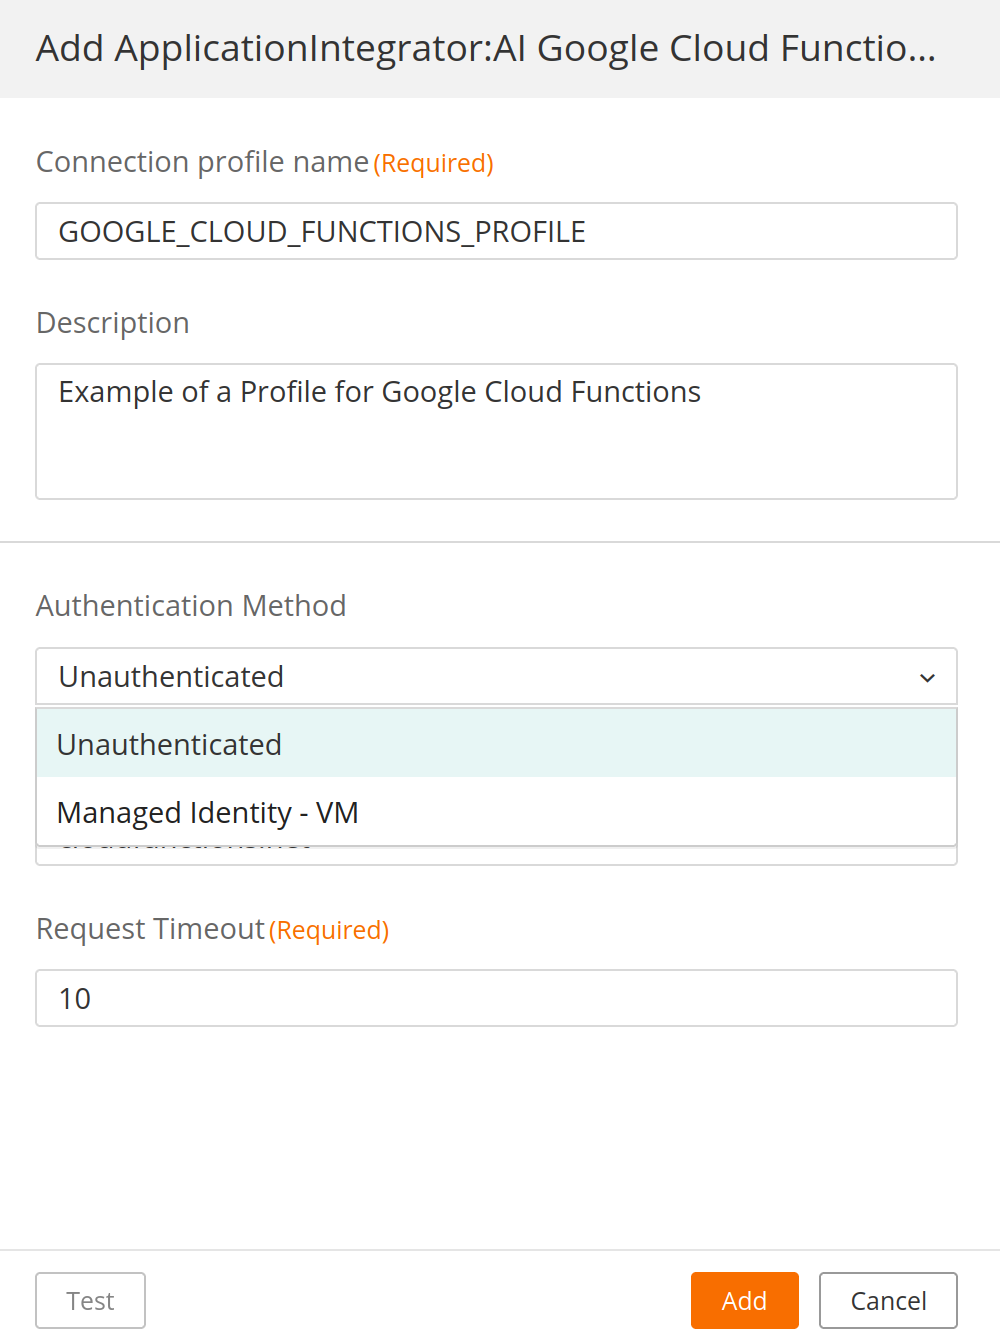 Add ApplicationIntegrator:AI Google Cloud Functio...
Connection profile name (Required)
GOOGLE_CLOUD_FUNCTIONS_PROFILE
Description
Example of a Profile for Google Cloud Functions
Authentication Method
Unauthenticated
Unauthenticated
Managed Identity - VM
Request Timeout (Required)
10
Test
Add
Cancel